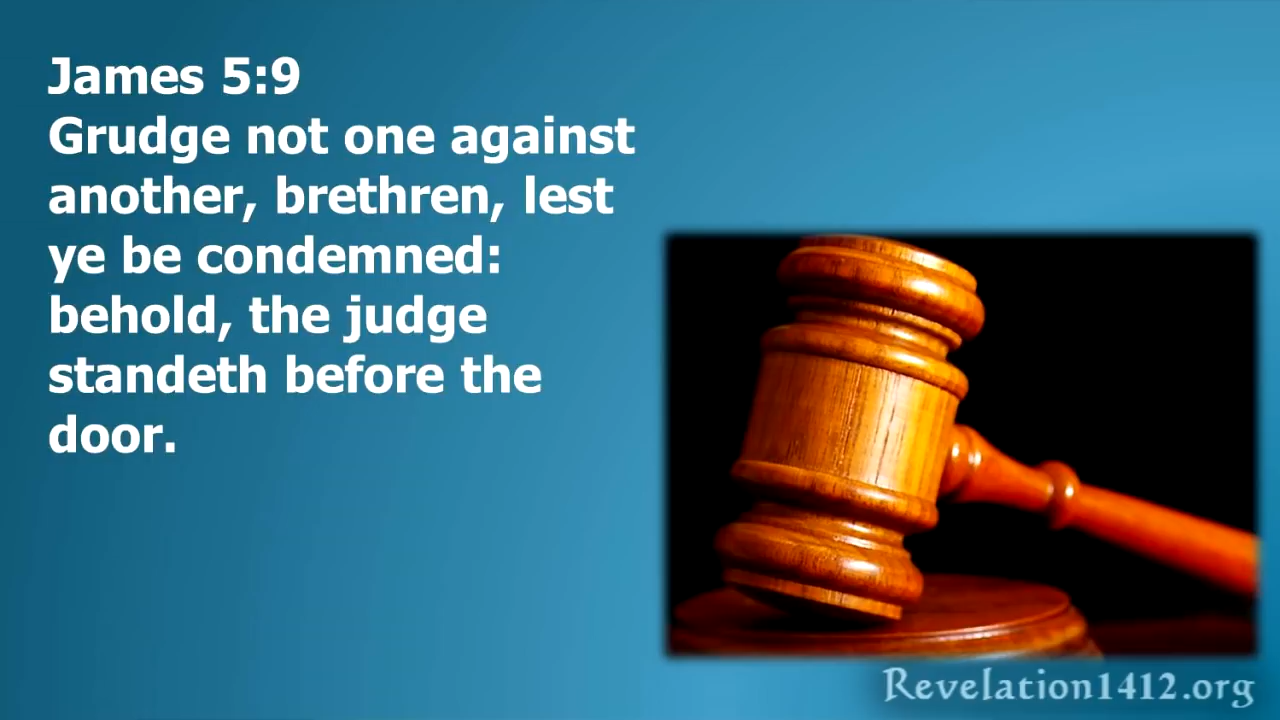 James 5:9
Grudge not one against
another, brethren, lest
ye be condemned:
behold, the judge
standeth before the
door.
Revelation1412.org